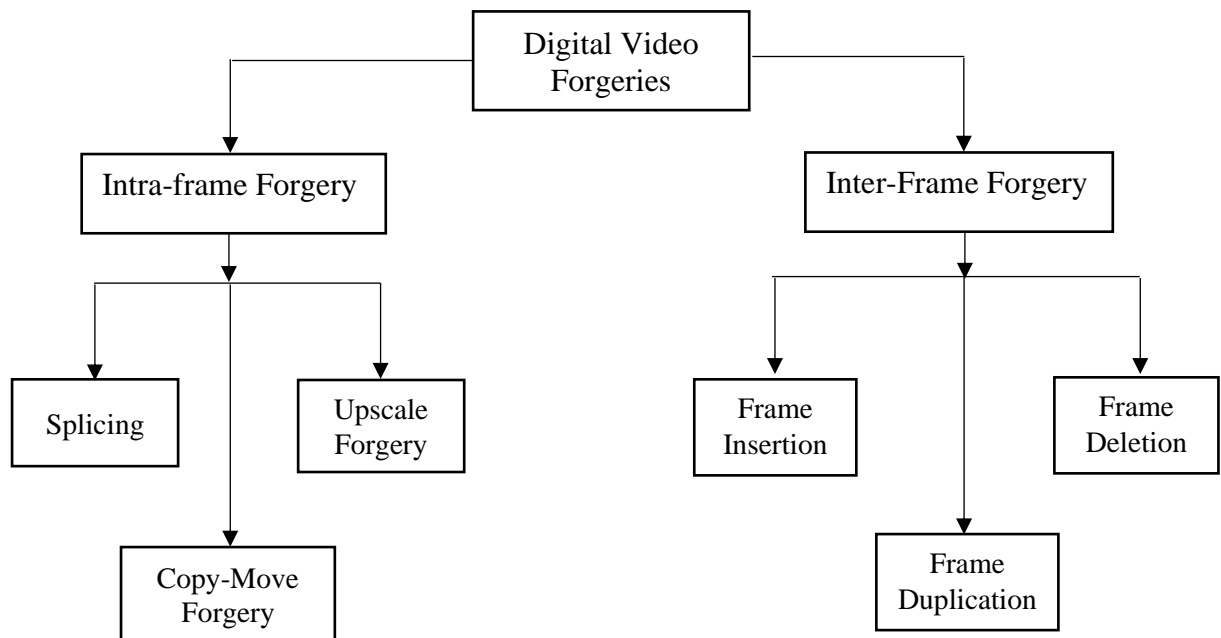 Digital Video
Forgeries
Intra-frame Forgery
Inter-Frame Forgery
Splicing
Upscale
Forgery
Copy-Move
Forgery
Frame
Insertion
Frame
Deletion
Frame
Duplication